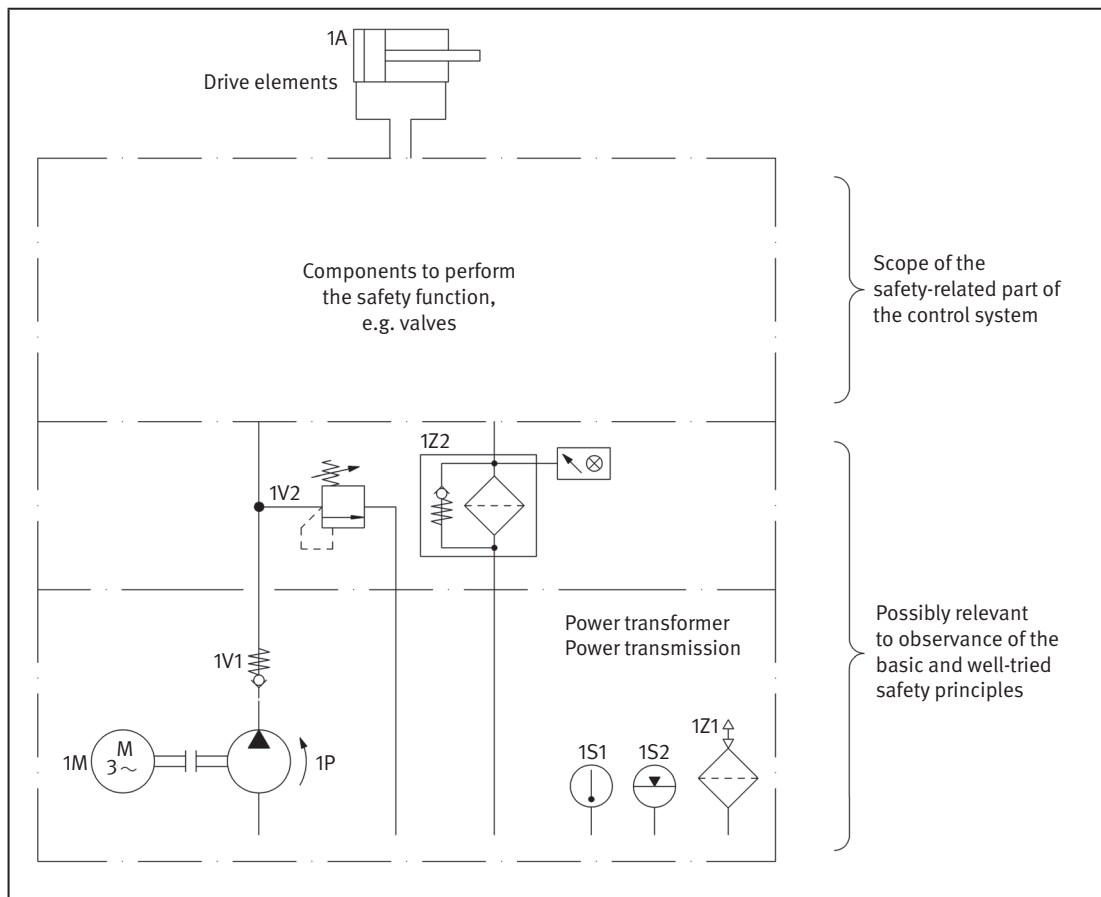 1A
Drive elements
Components to perform
the safety function,
e.g. valves
Scope of the
safety-related part of
the control system
1Z2
1V2
Power transformer
Power transmission
Possibly relevant
to observance of the
basic and well-tried
safety principles
1V1
1M
M
3 ~
1P
1S1
1S2
1Z1